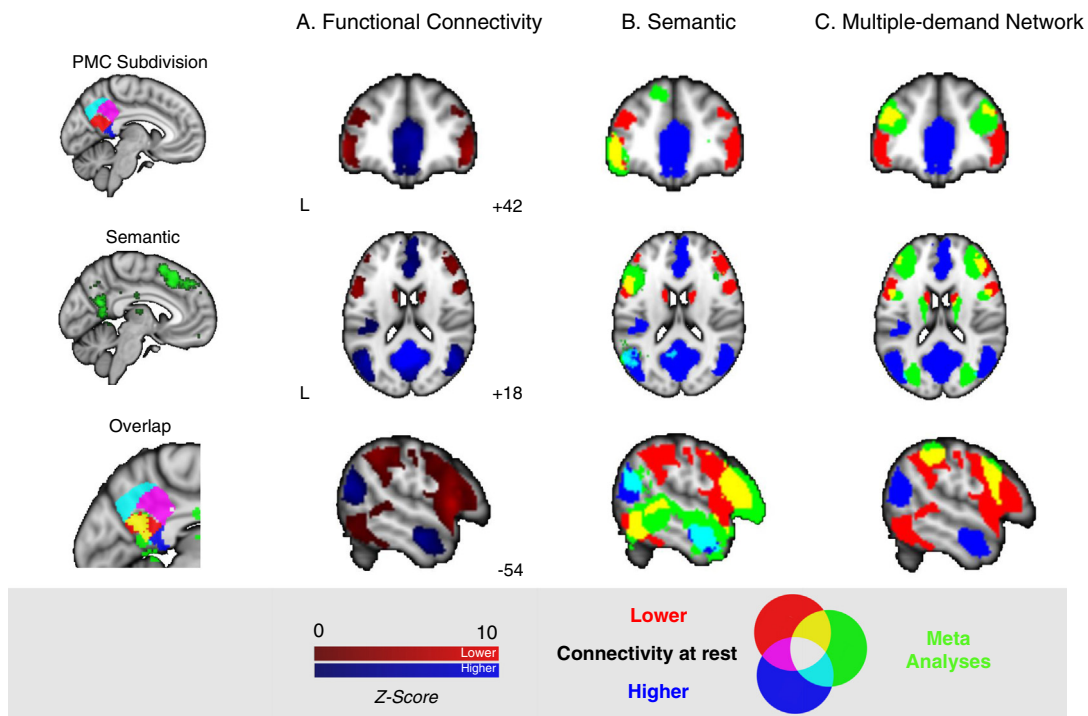 A. Functional Connectivity
B. Semantic
C. Multiple-demand Network
PMC Subdivision
L
+42
Semantic
L
+18
Overlap
-54
0
10
Lower
Higher
Z-Score
Lower
Connectivity at rest
Higher
Meta
Analyses